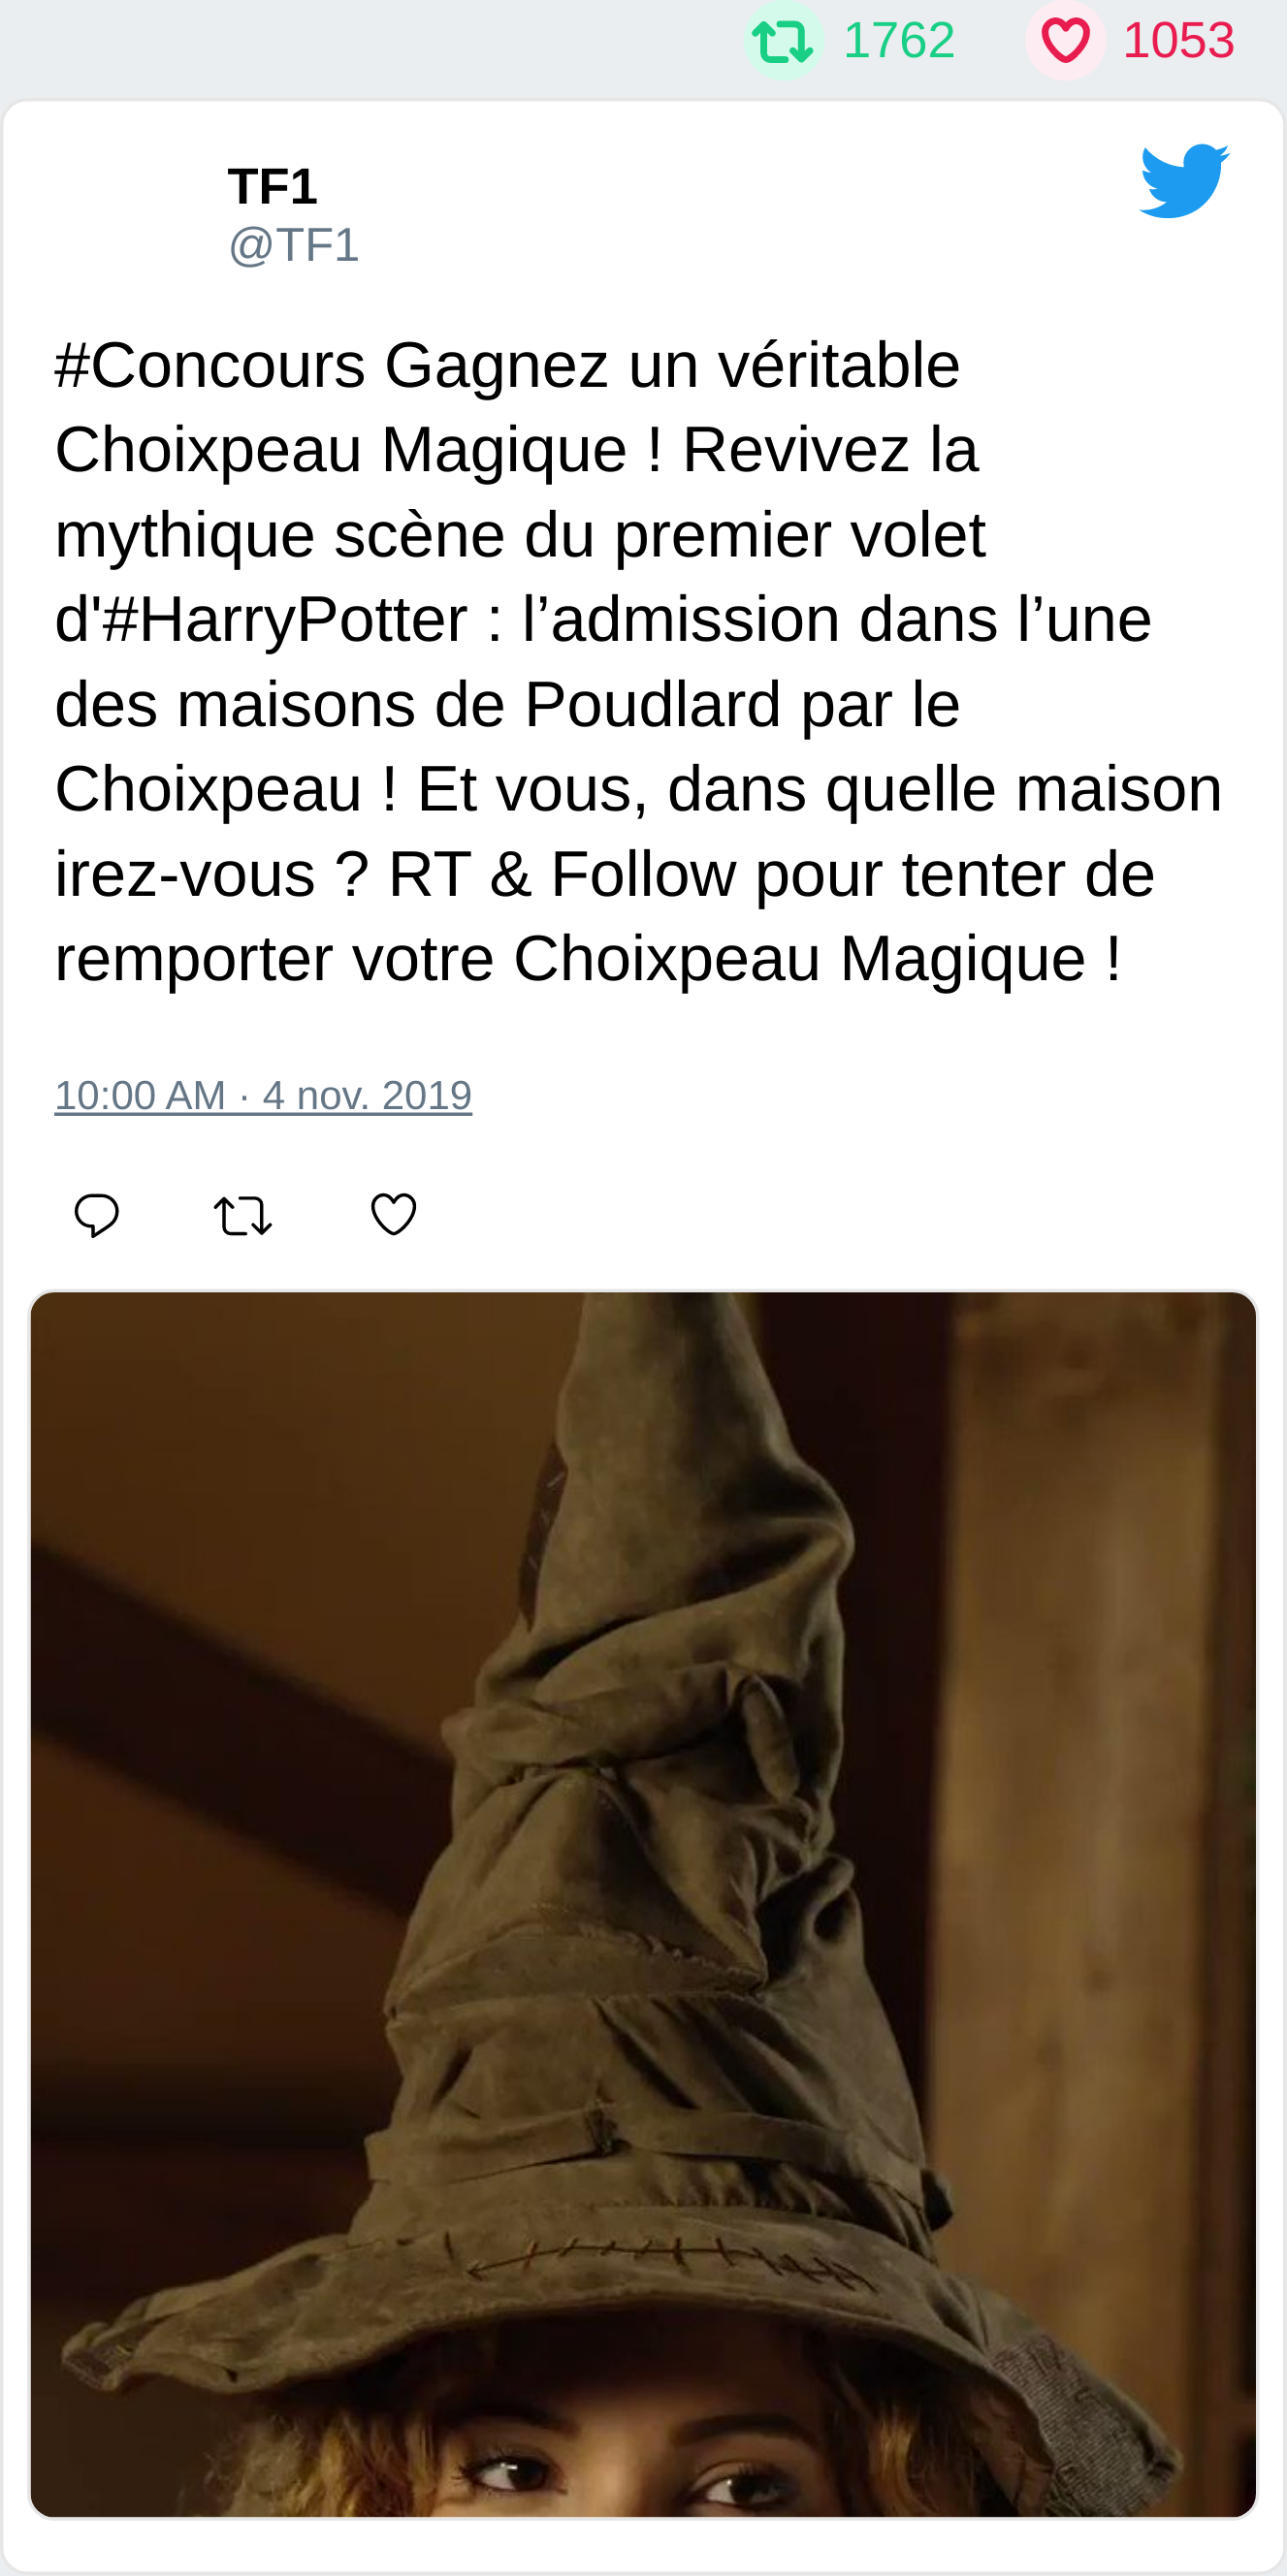 1762 1053
TF1
@TF1
#Concours Gagnez un véritable
Choixpeau Magique ! Revivez la
mythique scène du premier volet
d'#HarryPotter : l’admission dans l’une
des maisons de Poudlard par le
Choixpeau ! Et vous, dans quelle maison
irez-vous ? RT & Follow pour tenter de
remporter votre Choixpeau Magique !
10:00 AM · 4 nov. 2019